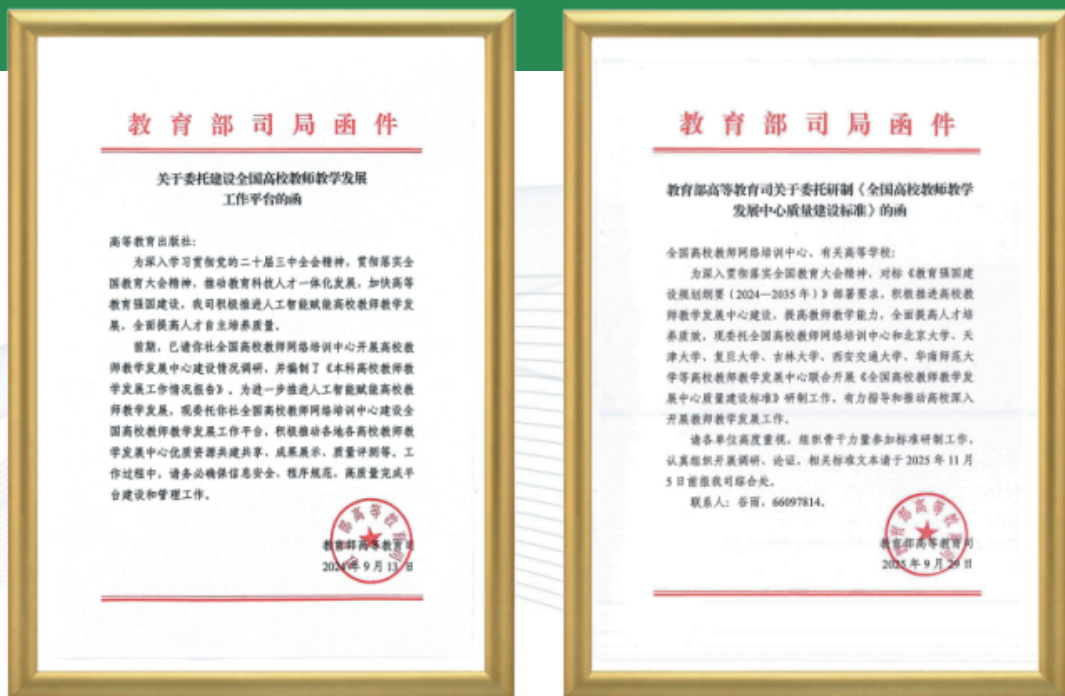 教育部司局函件
关于委托建设全国高校教师教学发展
工作平台的函
高等教育出版社：
为深入学习贯彻党的二十届三中全会精神，贯彻落实全
国教育大会精神，推动教育科技人才一体化发展，加快高等
教育强国建设，我司积极推进人工智能赋能高校教师教学发
展，全面提高人才自主培养质量。
前期，已请你社全国高校教师网络培训中心开展高校教
师教学发展中心建设情况调研，并编制了《本科高校教师教
学发展工作情况报告》。为进一步推进人工智能赋能高校教
师教学发展，现委托你社全国高校教师网络培训中心建设全
国高校教师教学发展工作平台，积极推动各地各高校教师教
学发展中心优质资源共建共享、成果展示、质量评测等。工
作过程中，请务必确保信息安全、程序规范，高质量完成平
台建设和管理工作。
教育部高等教育司
2024年9月13日
教育部司局函件
教育部高等教育司关于委托研制《全国高校教师教学
发展中心质量建设标准》的函
全国高校教师网络培训中心、有关高等学校：
为深入贯彻落实全国教育大会精神，对标《教育强国建
设规划纲要（2024—2035年）》部署要求，积极推进高校教
师教学发展中心建设，提高教师教学能力，全面提高人才培
养质效，现委托全国高校教师网络培训中心和北京大学、天
津大学、复旦大学、吉林大学、西安交通大学、华南师范大
学等高校教师教学发展中心联合开展《全国高校教师教学发
展中心质量建设标准》研制工作，有力指导和推动高校深入
开展教师教学发展工作。
请各单位高度重视，组织骨干力量参加标准研制工作，
认真组织开展调研、论证，相关标准文本请于2025年11月
5日前报我司综合处。
联系人：谷雨，66097814。
教育部高等教育司
2025年9月29日